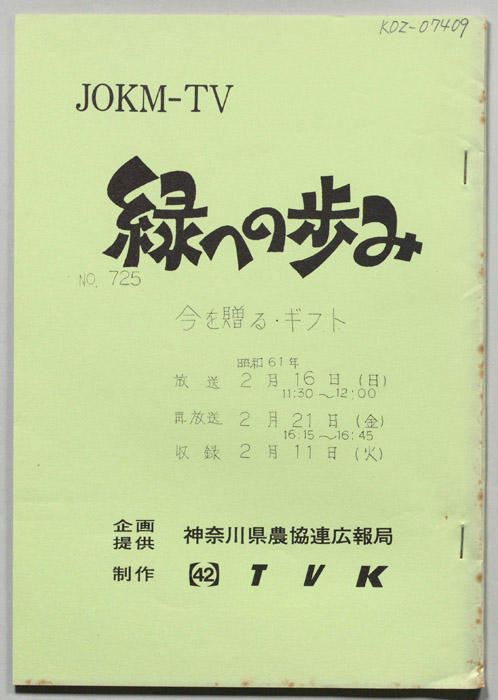 KOZ-07409
JOKM-TV
緑への歩み
NO. 725
今を贈る・ギフト
昭和61年
放送 2月16日(日)
11:30～12:00
再放送 2月21日(金)
16:15～16:45
収録 2月11日(火)
企画
提供 神奈川県農協連広報局
制作 【42】 TVK